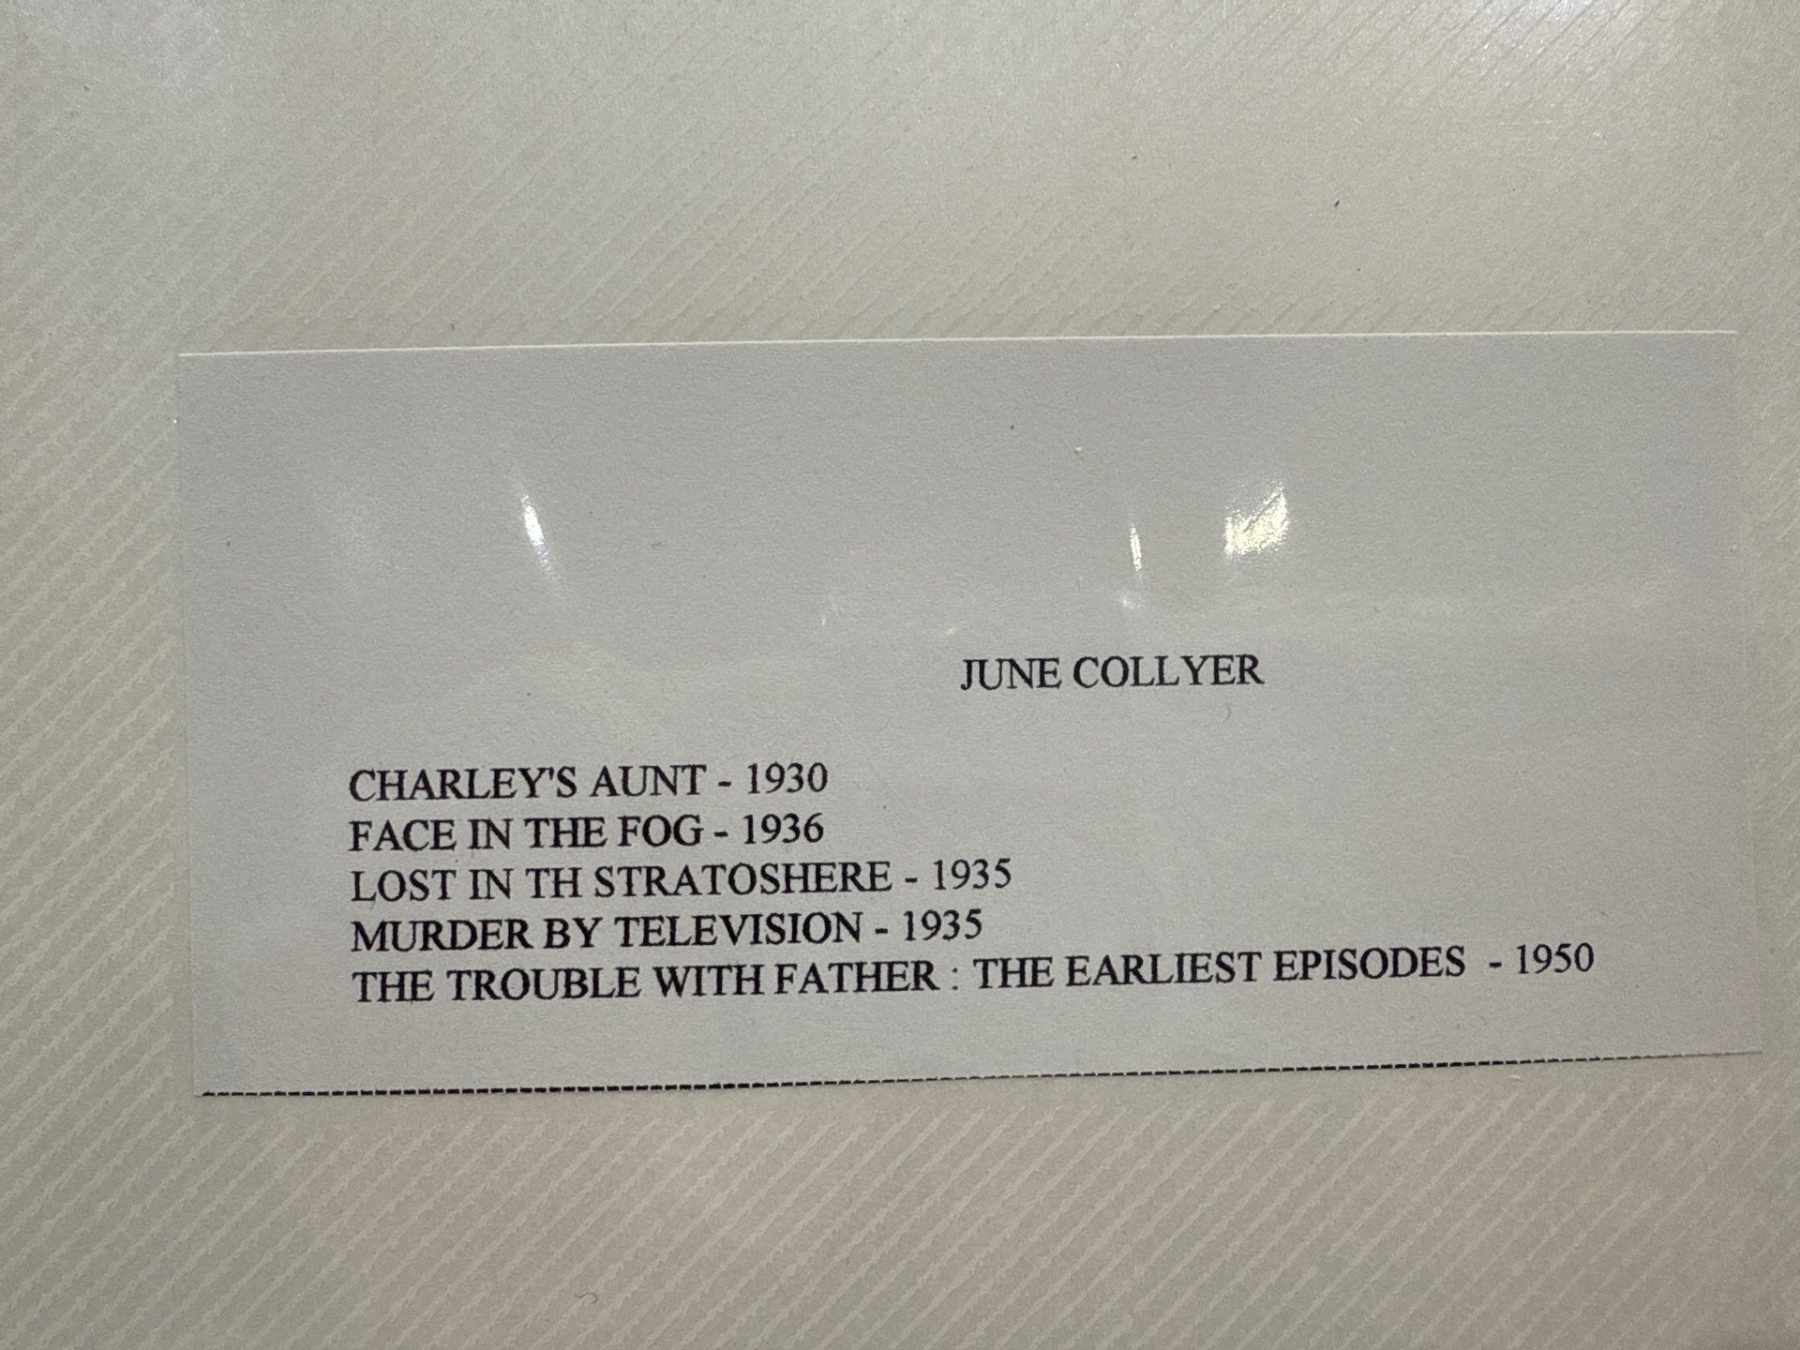 JUNE COLLYER
CHARLEY'S AUNT - 1930
FACE IN THE FOG - 1936
LOST IN TH STRATOSHERE - 1935
MURDER BY TELEVISION - 1935
THE TROUBLE WITH FATHER : THE EARLIEST EPISODES - 1950